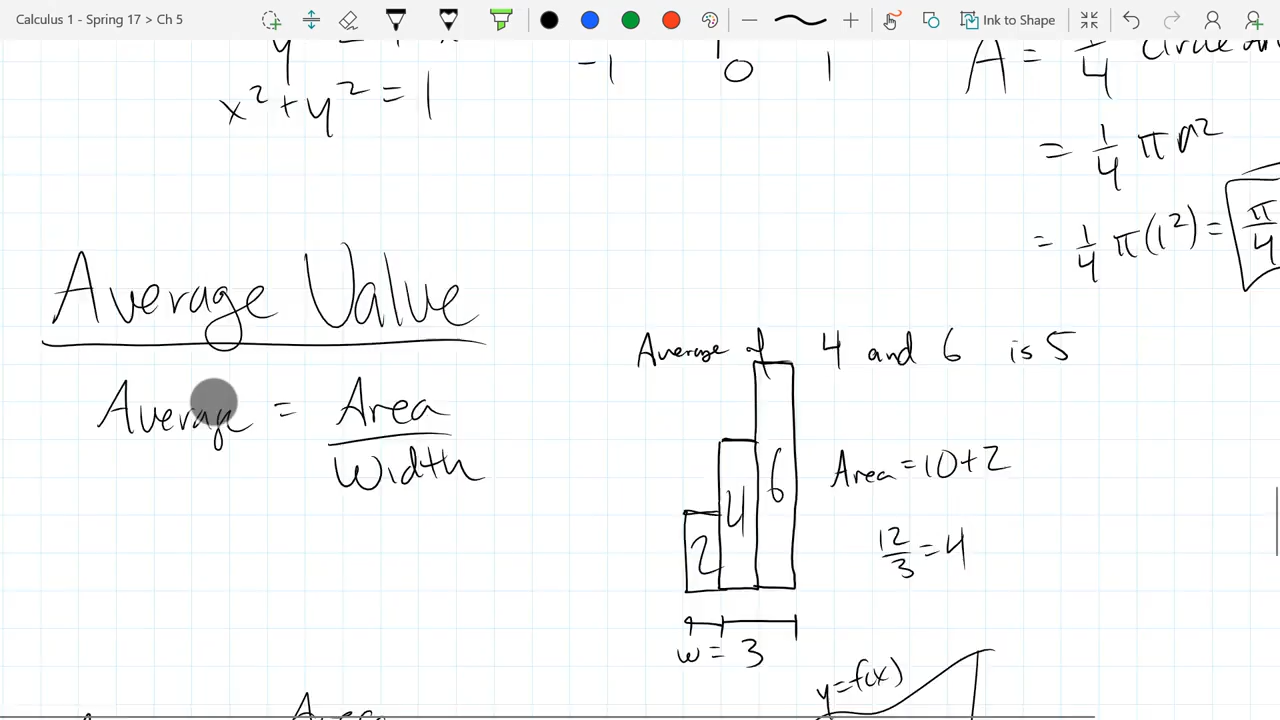 Calculus 1 - Spring 17 > Ch 5
Ink to Shape
x² + y² = 1
-1 0 1
A = 1/4
= 1/4 π r²
= 1/4 π(1²) = π/4
Average Value
Average = Area / Width
Average of 4 and 6 is 5
2 4 6
Area = 10+2
12/3 = 4
w = 3
y = f(x)